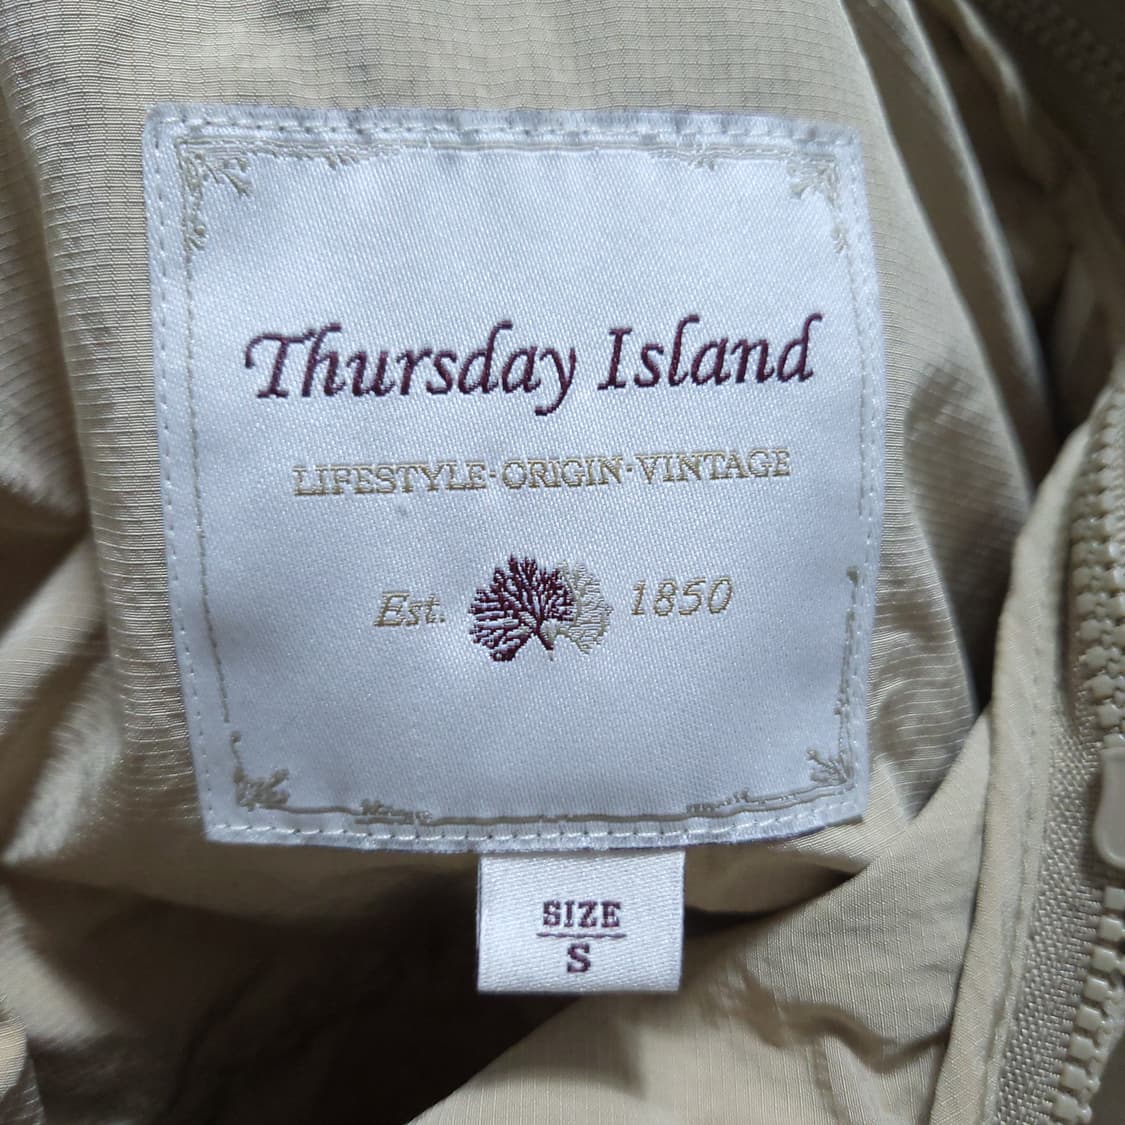 Thursday Island
LIFESTYLE·ORIGIN·VINTAGE
Est. 1850
SIZE
S